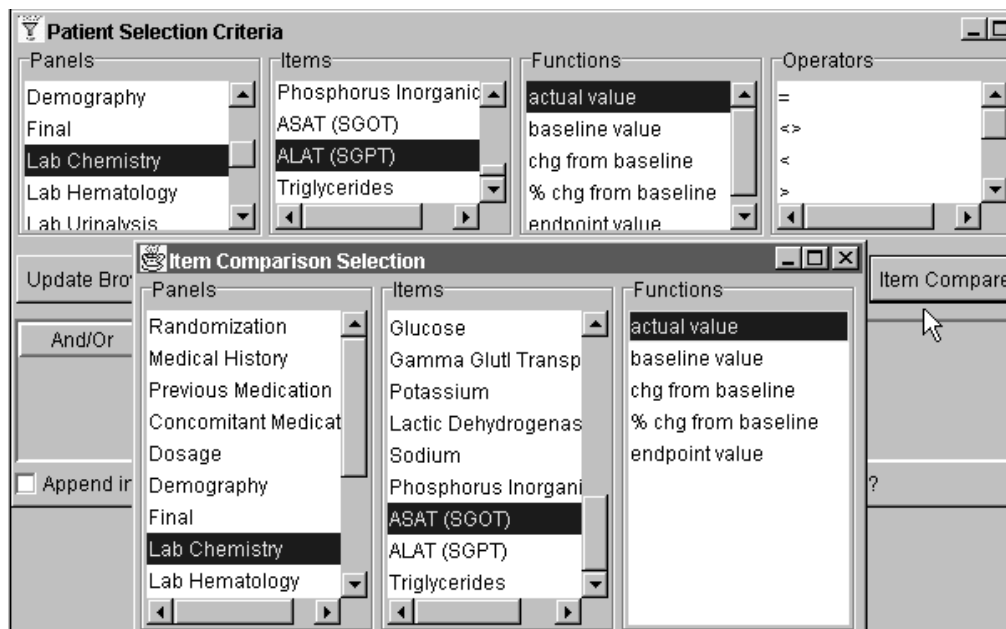 Patient Selection Criteria
Panels
Demography
Final
Lab Chemistry
Lab Hematology
Lab Urinalysis
Items
Phosphorus Inorganic
ASAT (SGOT)
ALAT (SGPT)
Triglycerides
Functions
actual value
baseline value
chg from baseline
% chg from baseline
endpoint value
Operators
=
<>
<
>
Update Bro
Item Compare
And/Or
Append in
?
Item Comparison Selection
Panels
Randomization
Medical History
Previous Medication
Concomitant Medicat
Dosage
Demography
Final
Lab Chemistry
Lab Hematology
Items
Glucose
Gamma Glutl Transp
Potassium
Lactic Dehydrogenas
Sodium
Phosphorus Inorgani
ASAT (SGOT)
ALAT (SGPT)
Triglycerides
Functions
actual value
baseline value
chg from baseline
% chg from baseline
endpoint value